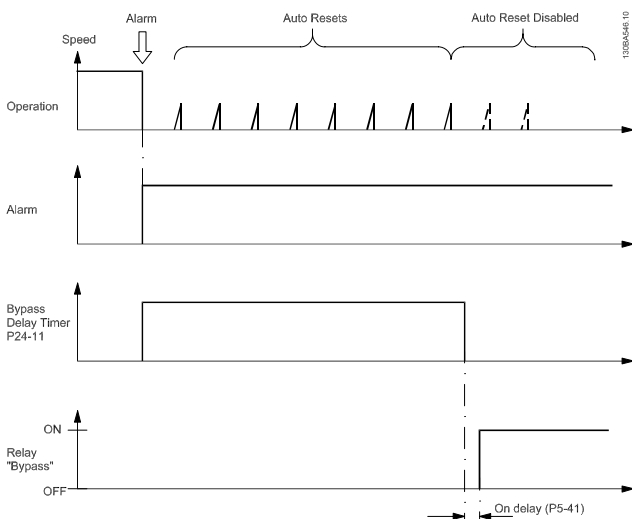 Alarm
Auto Resets
Auto Reset Disabled
130BA546.10
Speed
Operation
Alarm
Bypass
Delay Timer
P24-11
ON
Relay
"Bypass"
OFF
On delay (P5-41)